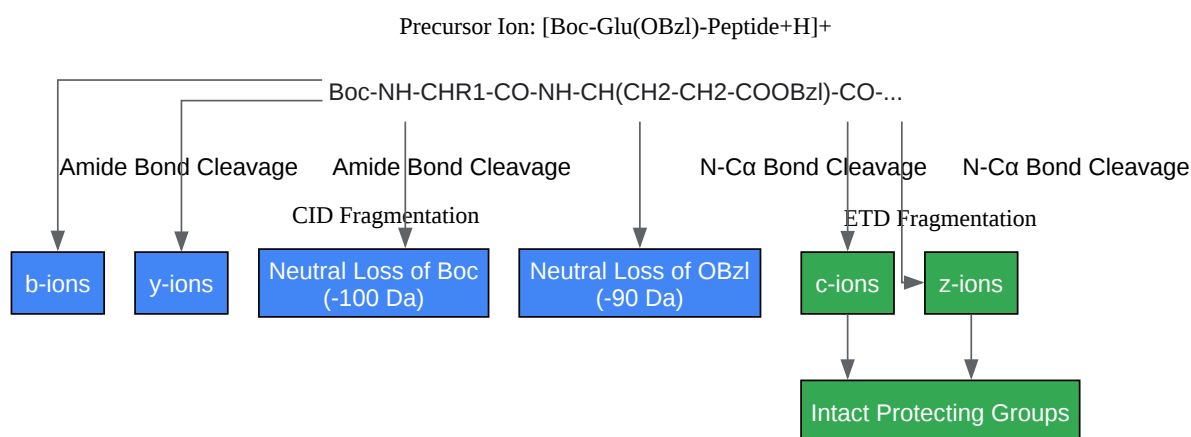 Precursor Ion: [Boc-Glu(OBzl)-Peptide+H]+
Boc-NH-CHR1-CO-NH-CH(CH2-CH2-COOBzl)-CO-...
Amide Bond Cleavage
Amide Bond Cleavage
N-Cα Bond Cleavage
N-Cα Bond Cleavage
CID Fragmentation
ETD Fragmentation
b-ions
y-ions
Neutral Loss of Boc
(-100 Da)
Neutral Loss of OBzl
(-90 Da)
c-ions
z-ions
Intact Protecting Groups